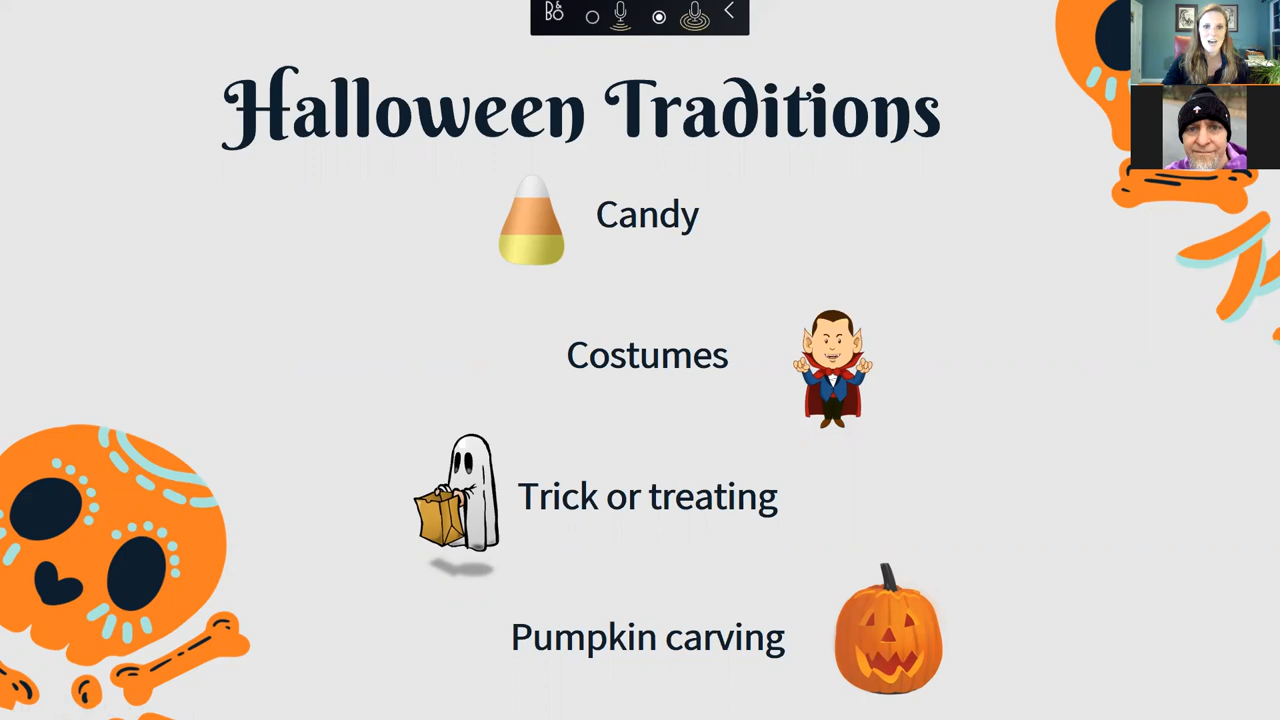 B&O
Halloween Traditions
Candy
Costumes
Trick or treating
Pumpkin carving